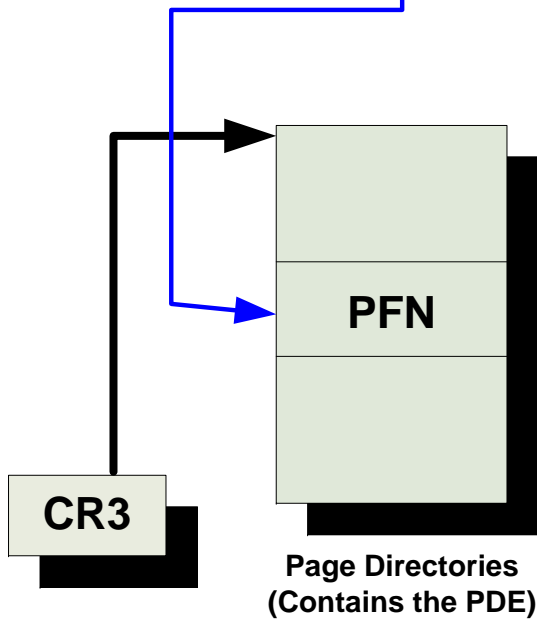 PFN
CR3
Page Directories
(Contains the PDE)